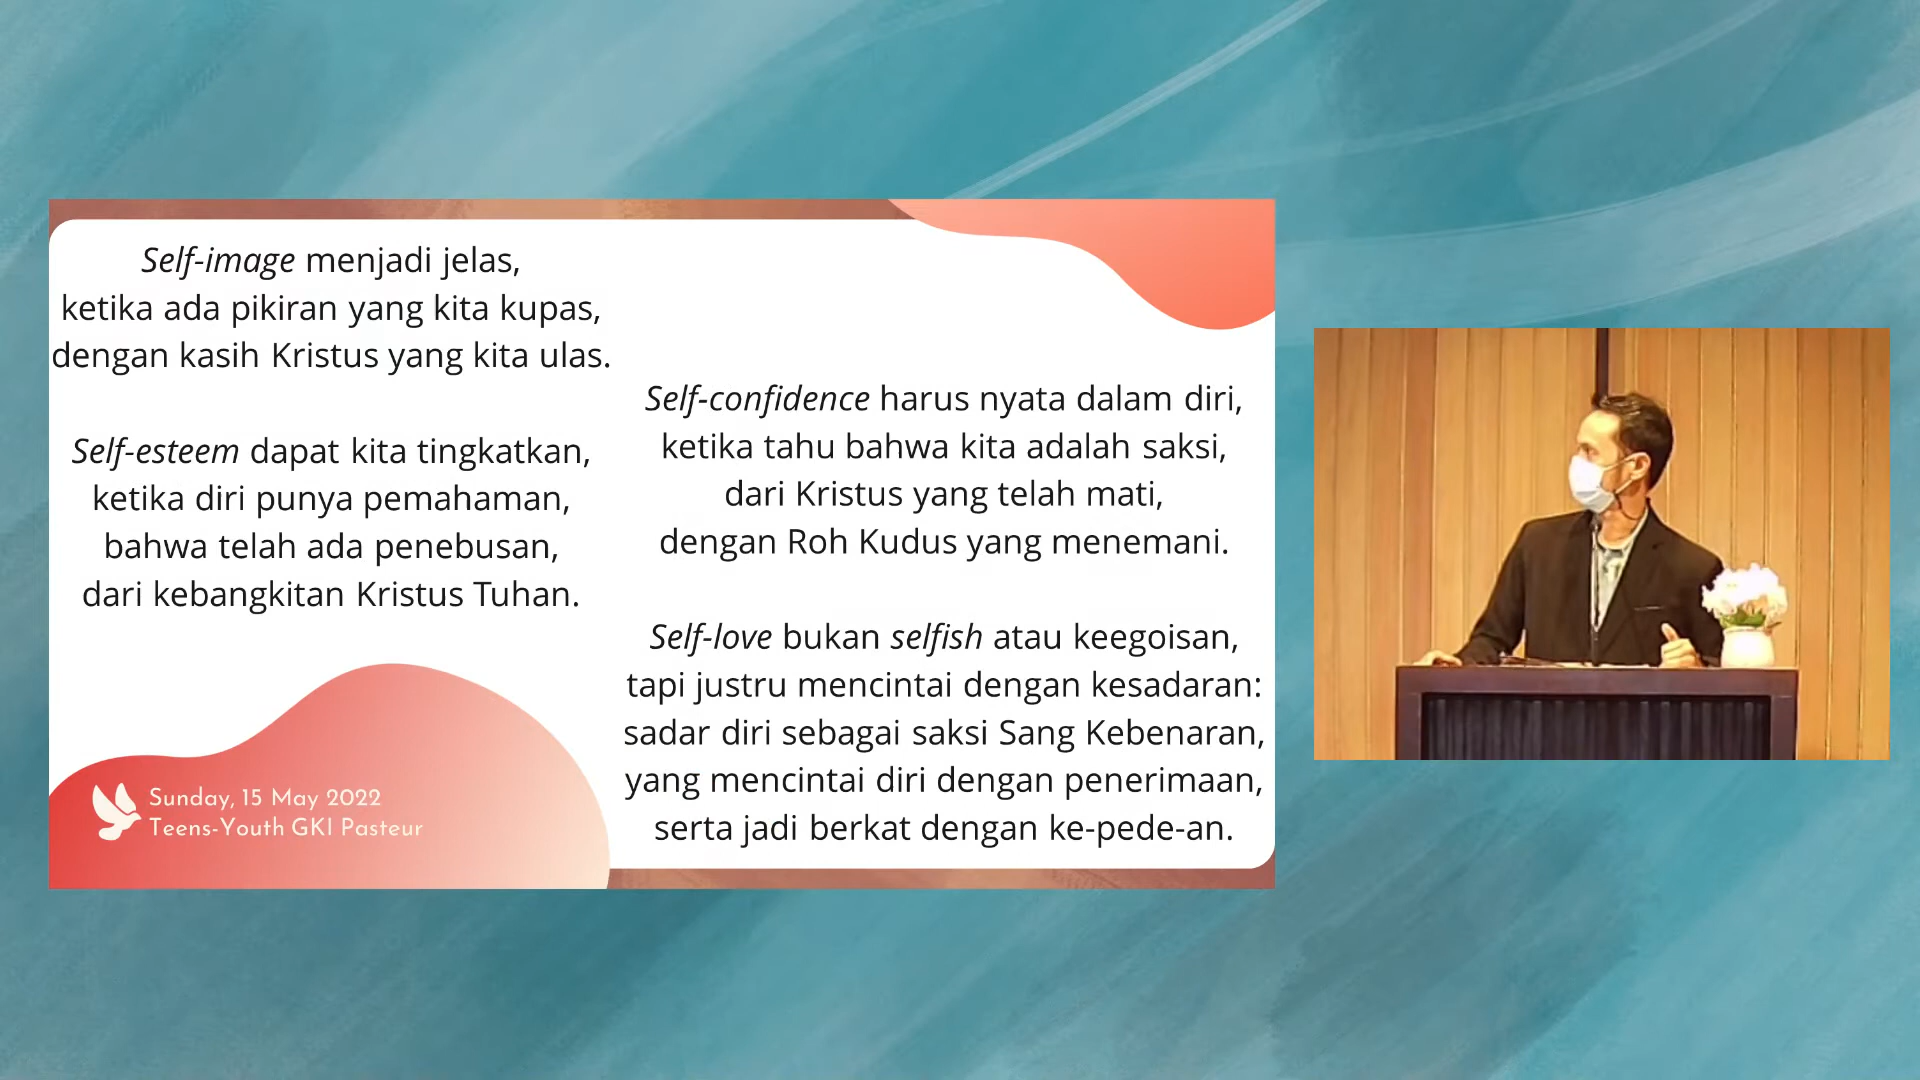 Self-image menjadi jelas,
ketika ada pikiran yang kita kupas,
dengan kasih Kristus yang kita ulas.
Self-esteem dapat kita tingkatkan,
ketika diri punya pemahaman,
bahwa telah ada penebusan,
dari kebangkitan Kristus Tuhan.
Self-confidence harus nyata dalam diri,
ketika tahu bahwa kita adalah saksi,
dari Kristus yang telah mati,
dengan Roh Kudus yang menemani.
Self-love bukan selfish atau keegoisan,
tapi justru mencintai dengan kesadaran:
sadar diri sebagai saksi Sang Kebenaran,
yang mencintai diri dengan penerimaan,
serta jadi berkat dengan ke-pede-an.
Sunday, 15 May 2022
Teens-Youth GKI Pasteur